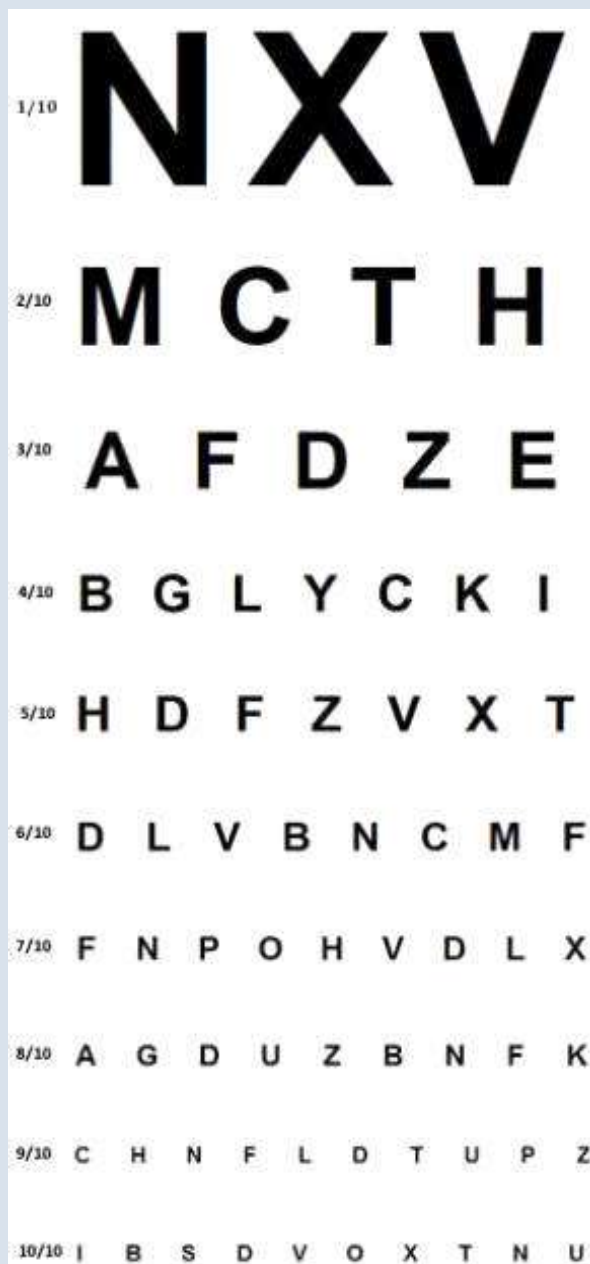 1/10 N X V
2/10 M C T H
3/10 A F D Z E
4/10 B G L Y C K I
5/10 H D F Z V X T
6/10 D L V B N C M F
7/10 F N P O H V D L X
8/10 A G D U Z B N F K
9/10 C H N F L D T U P Z
10/10 I B S D V O X T N U